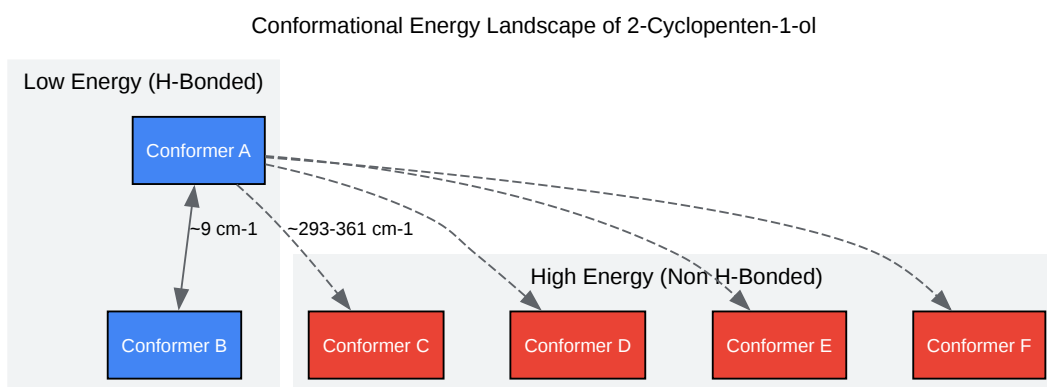 Conformational Energy Landscape of 2-Cyclopenten-1-ol
Low Energy (H-Bonded)
Conformer A
~9 cm-1
~293-361 cm-1
High Energy (Non H-Bonded)
Conformer B
Conformer C
Conformer D
Conformer E
Conformer F